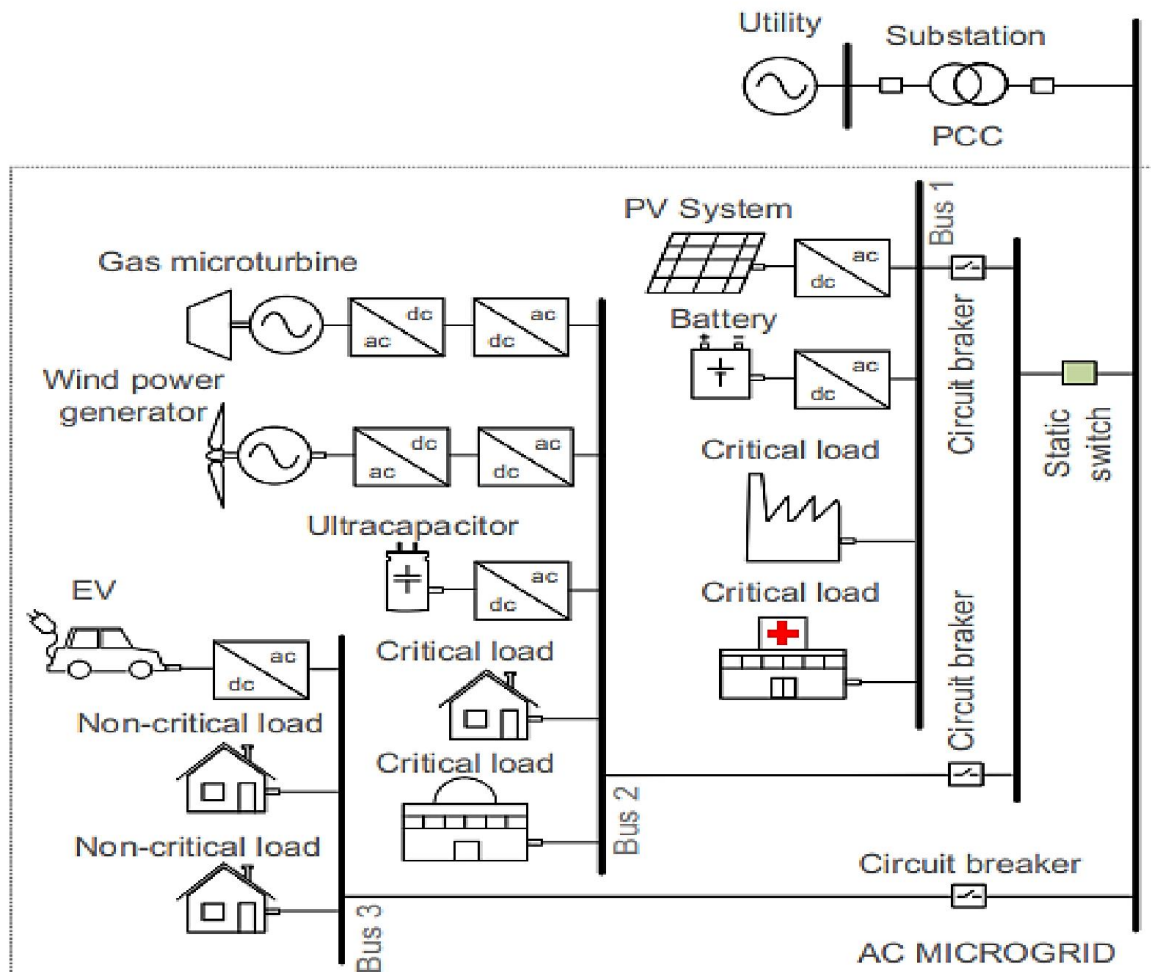 Utility
Substation
PCC
PV System
Bus 1
Gas microturbine
ac
dc
dc
ac
ac
dc
Circuit braker
Battery
+ -
ac
dc
Wind power
generator
dc
ac
ac
dc
Static
switch
Critical load
Ultracapacitor
ac
dc
EV
ac
dc
Critical load
Critical load
Circuit braker
Non-critical load
Critical load
Bus 2
Non-critical load
Circuit breaker
Bus 3
AC MICROGRID